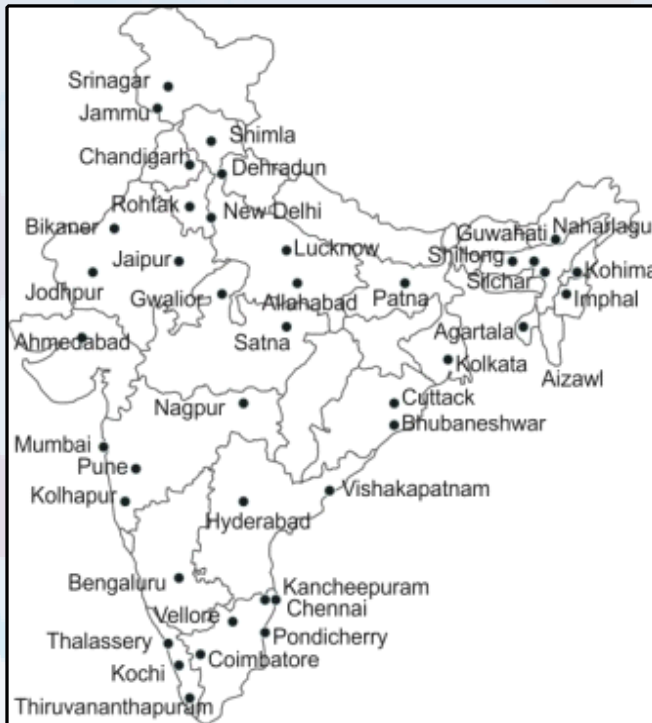 Srinagar
Jammu
Shimla
Chandigarh
Dehradun
Rohtak
New Delhi
Bikaner
Guwahati
Naharlagu
Lucknow
Jaipur
Shillong
Kohima
Jodhpur
Gwalior
Allahabad
Patna
Silchar
Imphal
Ahmedabad
Satna
Agartala
Kolkata
Aizawl
Nagpur
Cuttack
Bhubaneshwar
Mumbai
Pune
Vishakapatnam
Kolhapur
Hyderabad
Bengaluru
Kancheepuram
Chennai
Vellore
Pondicherry
Thalassery
Coimbatore
Kochi
Thiruvananthapuram